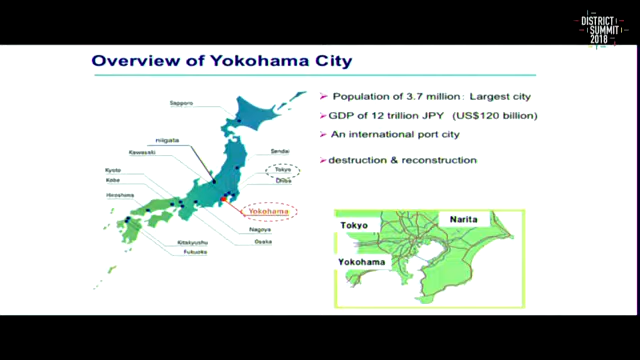 DISTRICT
SUMMIT
2018
Overview of Yokohama City
➢ Population of 3.7 million: Largest city
➢ GDP of 12 trillion JPY (US$120 billion)
➢ An international port city
➢ destruction & reconstruction
Sapporo
Niigata
Kawasaki
Sendai
Kyoto
Tokyo
Kobe
Chiba
Hiroshima
Yokohama
Nagoya
Kitakyushu
Osaka
Fukuoka
Tokyo
Narita
Yokohama